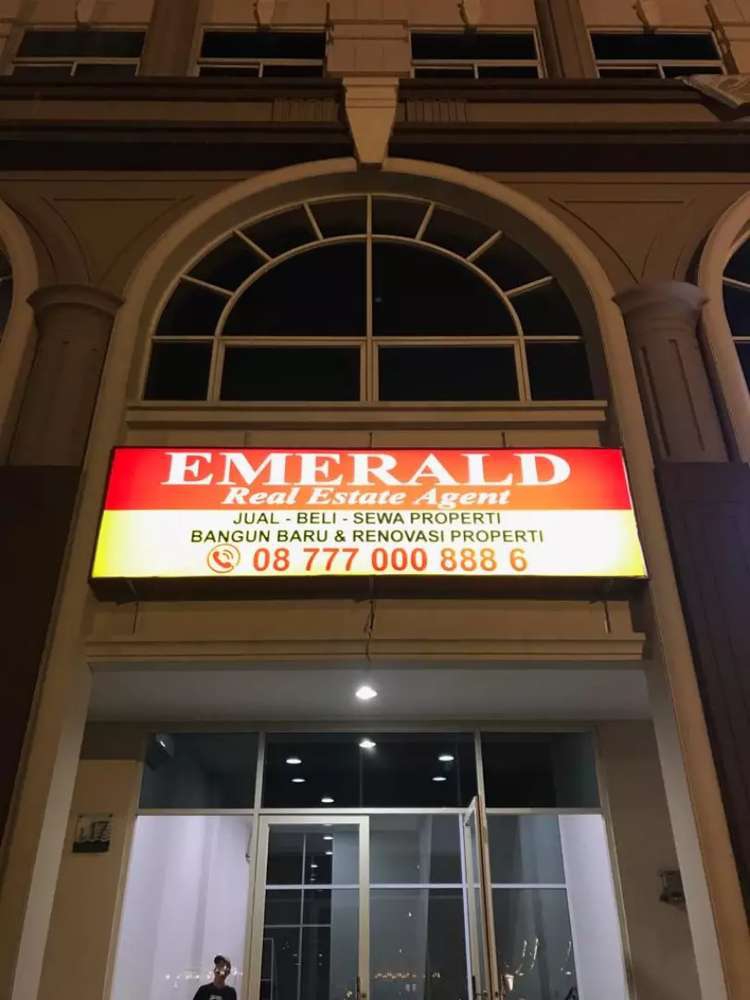 EMERALD
Real Estate Agent
JUAL - BELI - SEWA PROPERTI
BANGUN BARU & RENOVASI PROPERTI
08 777 000 888 6